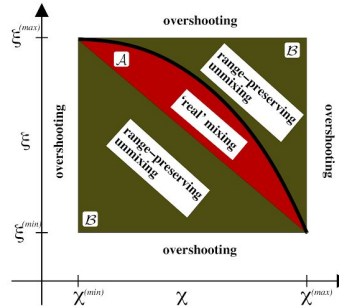 overshooting
ξ(max)
A
B
range–preserving
unmixing
'real' mixing
overshooting
ξ
overshooting
range–preserving
unmixing
ξ(min)
B
overshooting
χ(min)
χ
χ(max)